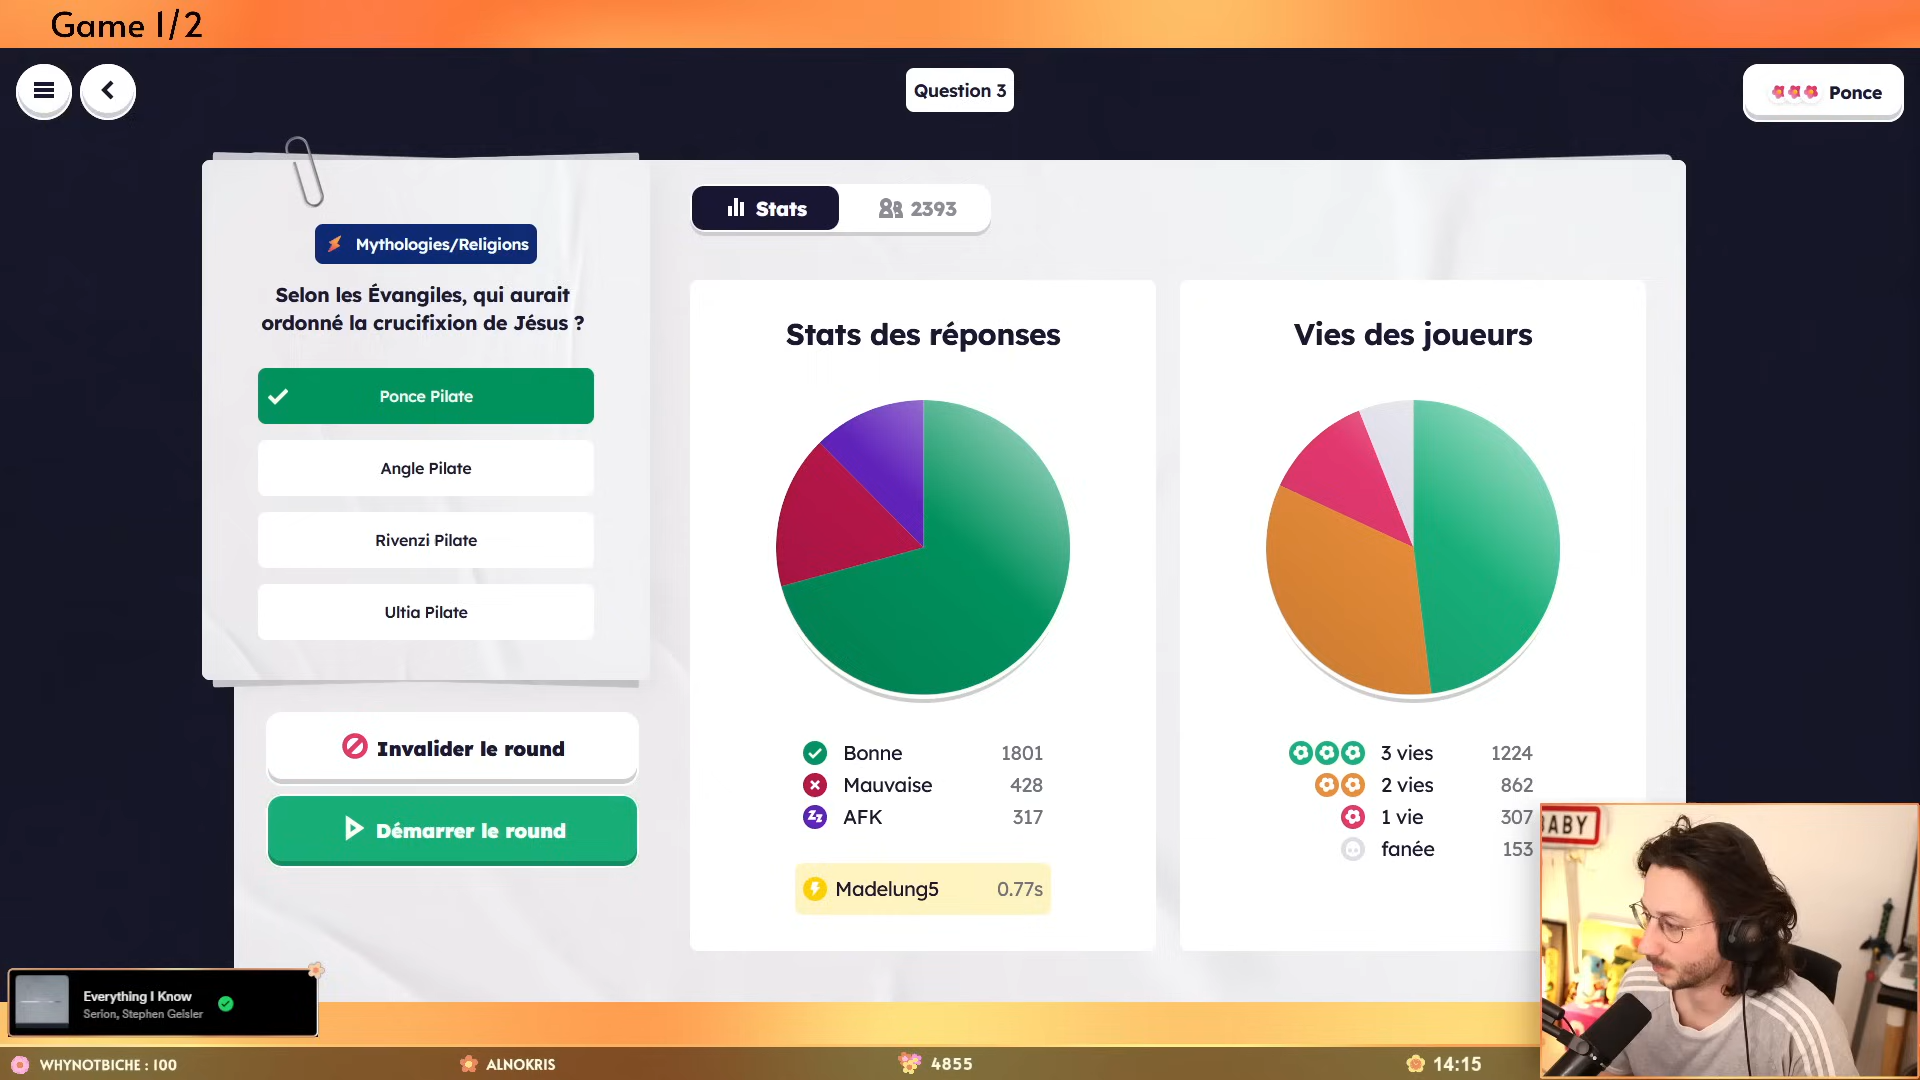 Game 1/2
Question 3
Ponce
Stats
2393
Mythologies/Religions
Selon les Évangiles, qui aurait
ordonné la crucifixion de Jésus ?
Ponce Pilate
Angle Pilate
Rivenzi Pilate
Ultia Pilate
Invalider le round
Démarrer le round
Stats des réponses
Bonne 1801
Mauvaise 428
AFK 317
Madelung5 0.77s
Vies des joueurs
3 vies 1224
2 vies 862
1 vie 307
fanée 153
BABY
Everything I Know
Serion, Stephen Geisler
WHYNOTBICHE : 100
ALNOKRIS
4855
14:15